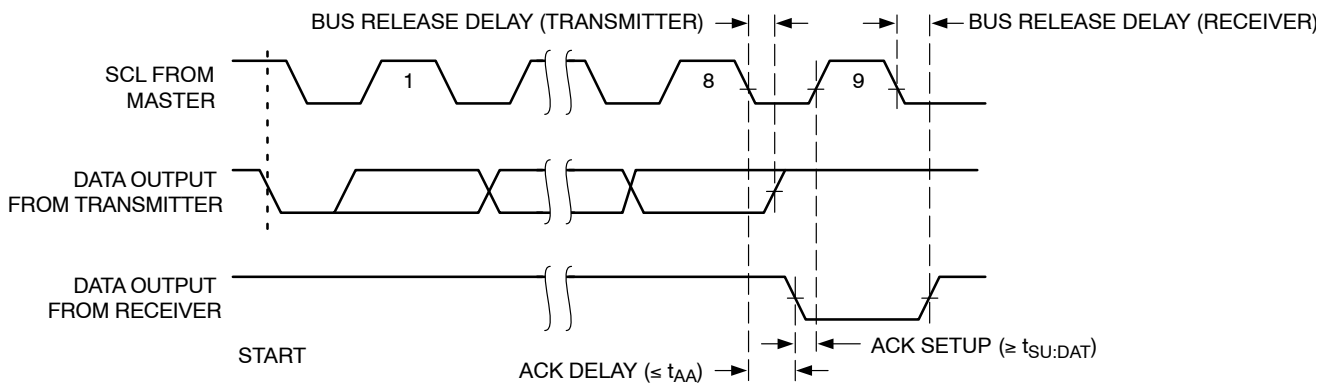 BUS RELEASE DELAY (TRANSMITTER)
BUS RELEASE DELAY (RECEIVER)
SCL FROM
MASTER
1
8
9
DATA OUTPUT
FROM TRANSMITTER
DATA OUTPUT
FROM RECEIVER
START
ACK SETUP (≥ tSU:DAT)
ACK DELAY (≤ tAA)